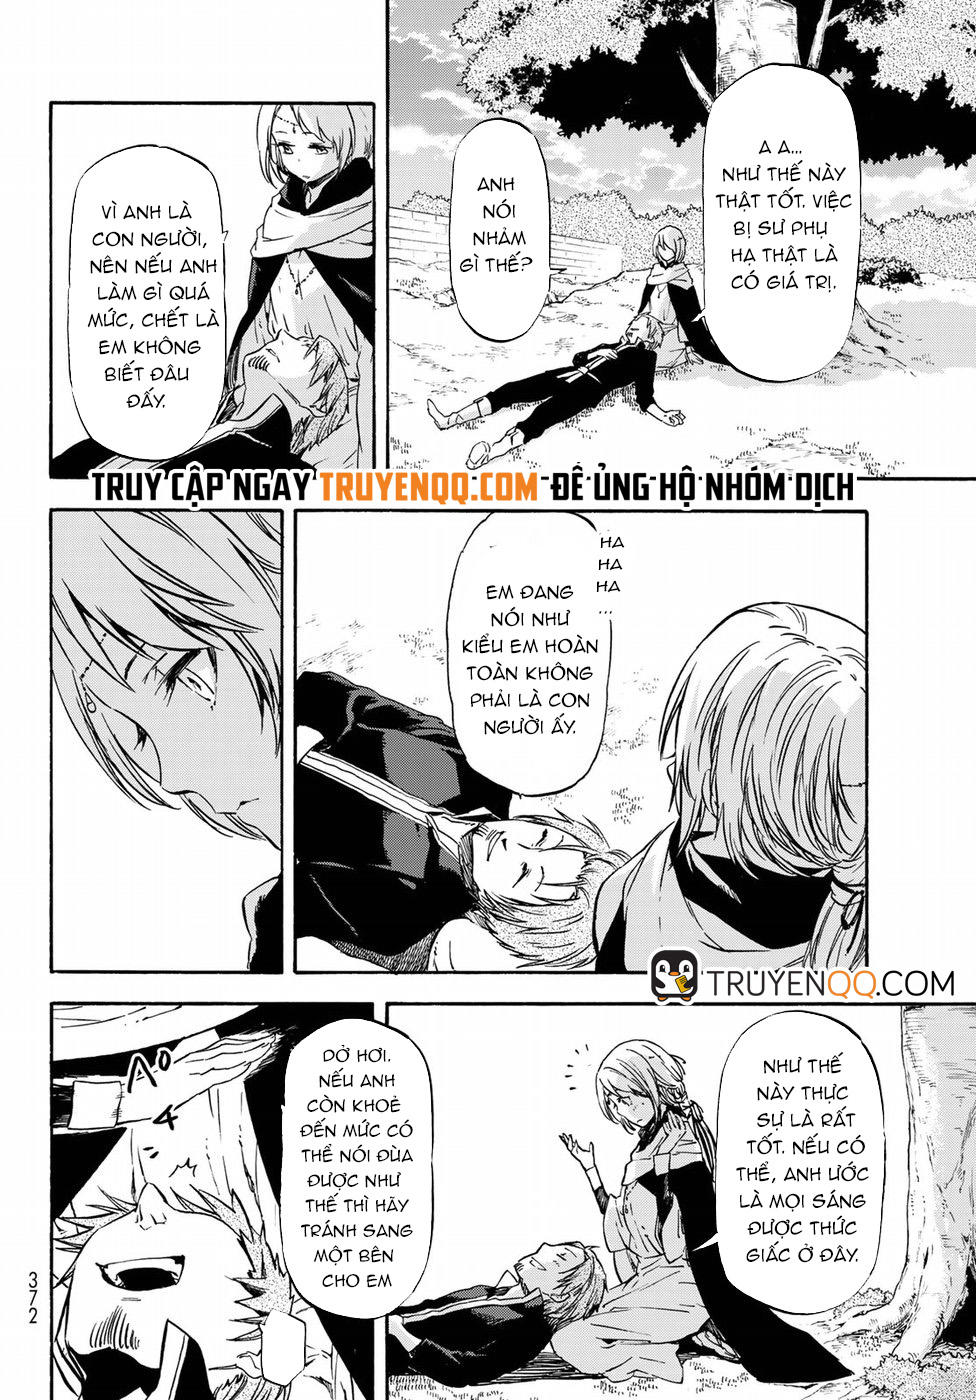 A A...
NHƯ THẾ NÀY
THẬT TỐT. VIỆC
BỊ SƯ PHỤ
HẠ THẬT LÀ
CÓ GIÁ TRỊ.
ANH
NÓI
NHẢM
GÌ THẾ?
VÌ ANH LÀ
CON NGƯỜI,
NÊN NẾU ANH
LÀM GÌ QUÁ
MỨC, CHẾT LÀ
EM KHÔNG
BIẾT ĐÂU
ĐẤY.
TRUY CẬP NGAY TRUYENQQ.COM ĐỂ ỦNG HỘ NHÓM DỊCH
HA
HA
HA
...
EM ĐANG
NÓI NHƯ
KIỂU EM HOÀN
TOÀN KHÔNG
PHẢI LÀ CON
NGƯỜI ẤY.
TRUYENQQ.COM
NHƯ THẾ
NÀY THỰC
SỰ LÀ RẤT
TỐT. NẾU CÓ
THỂ, ANH ƯỚC
LÀ MỌI SÁNG
ĐƯỢC THỨC
GIẤC Ở ĐÂY.
DỞ HƠI.
NẾU ANH
CÒN KHOẺ
ĐẾN MỨC CÓ
THỂ NÓI ĐÙA
ĐƯỢC NHƯ
THẾ THÌ HÃY
TRÁNH SANG
MỘT BÊN
CHO EM
372